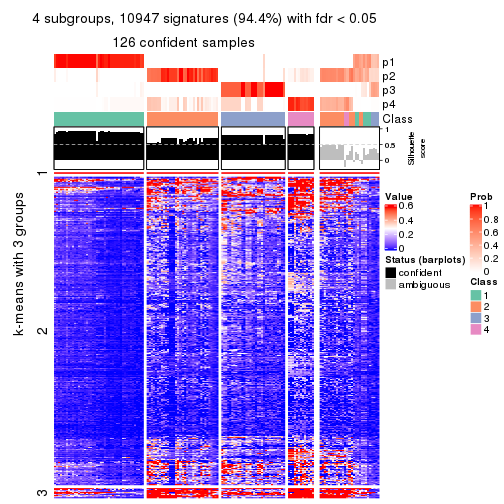 4 subgroups, 10947 signatures (94.4%) with fdr < 0.05
126 confident samples
p1
p2
p3
p4
Class
1
0.5
0
Silhouette
score
k-means with 3 groups
1
2
3
Value
0.6
0.4
0.2
0
Status (barplots)
confident
ambiguous
Prob
1
0.8
0.6
0.4
0.2
0
Class
1
2
3
4